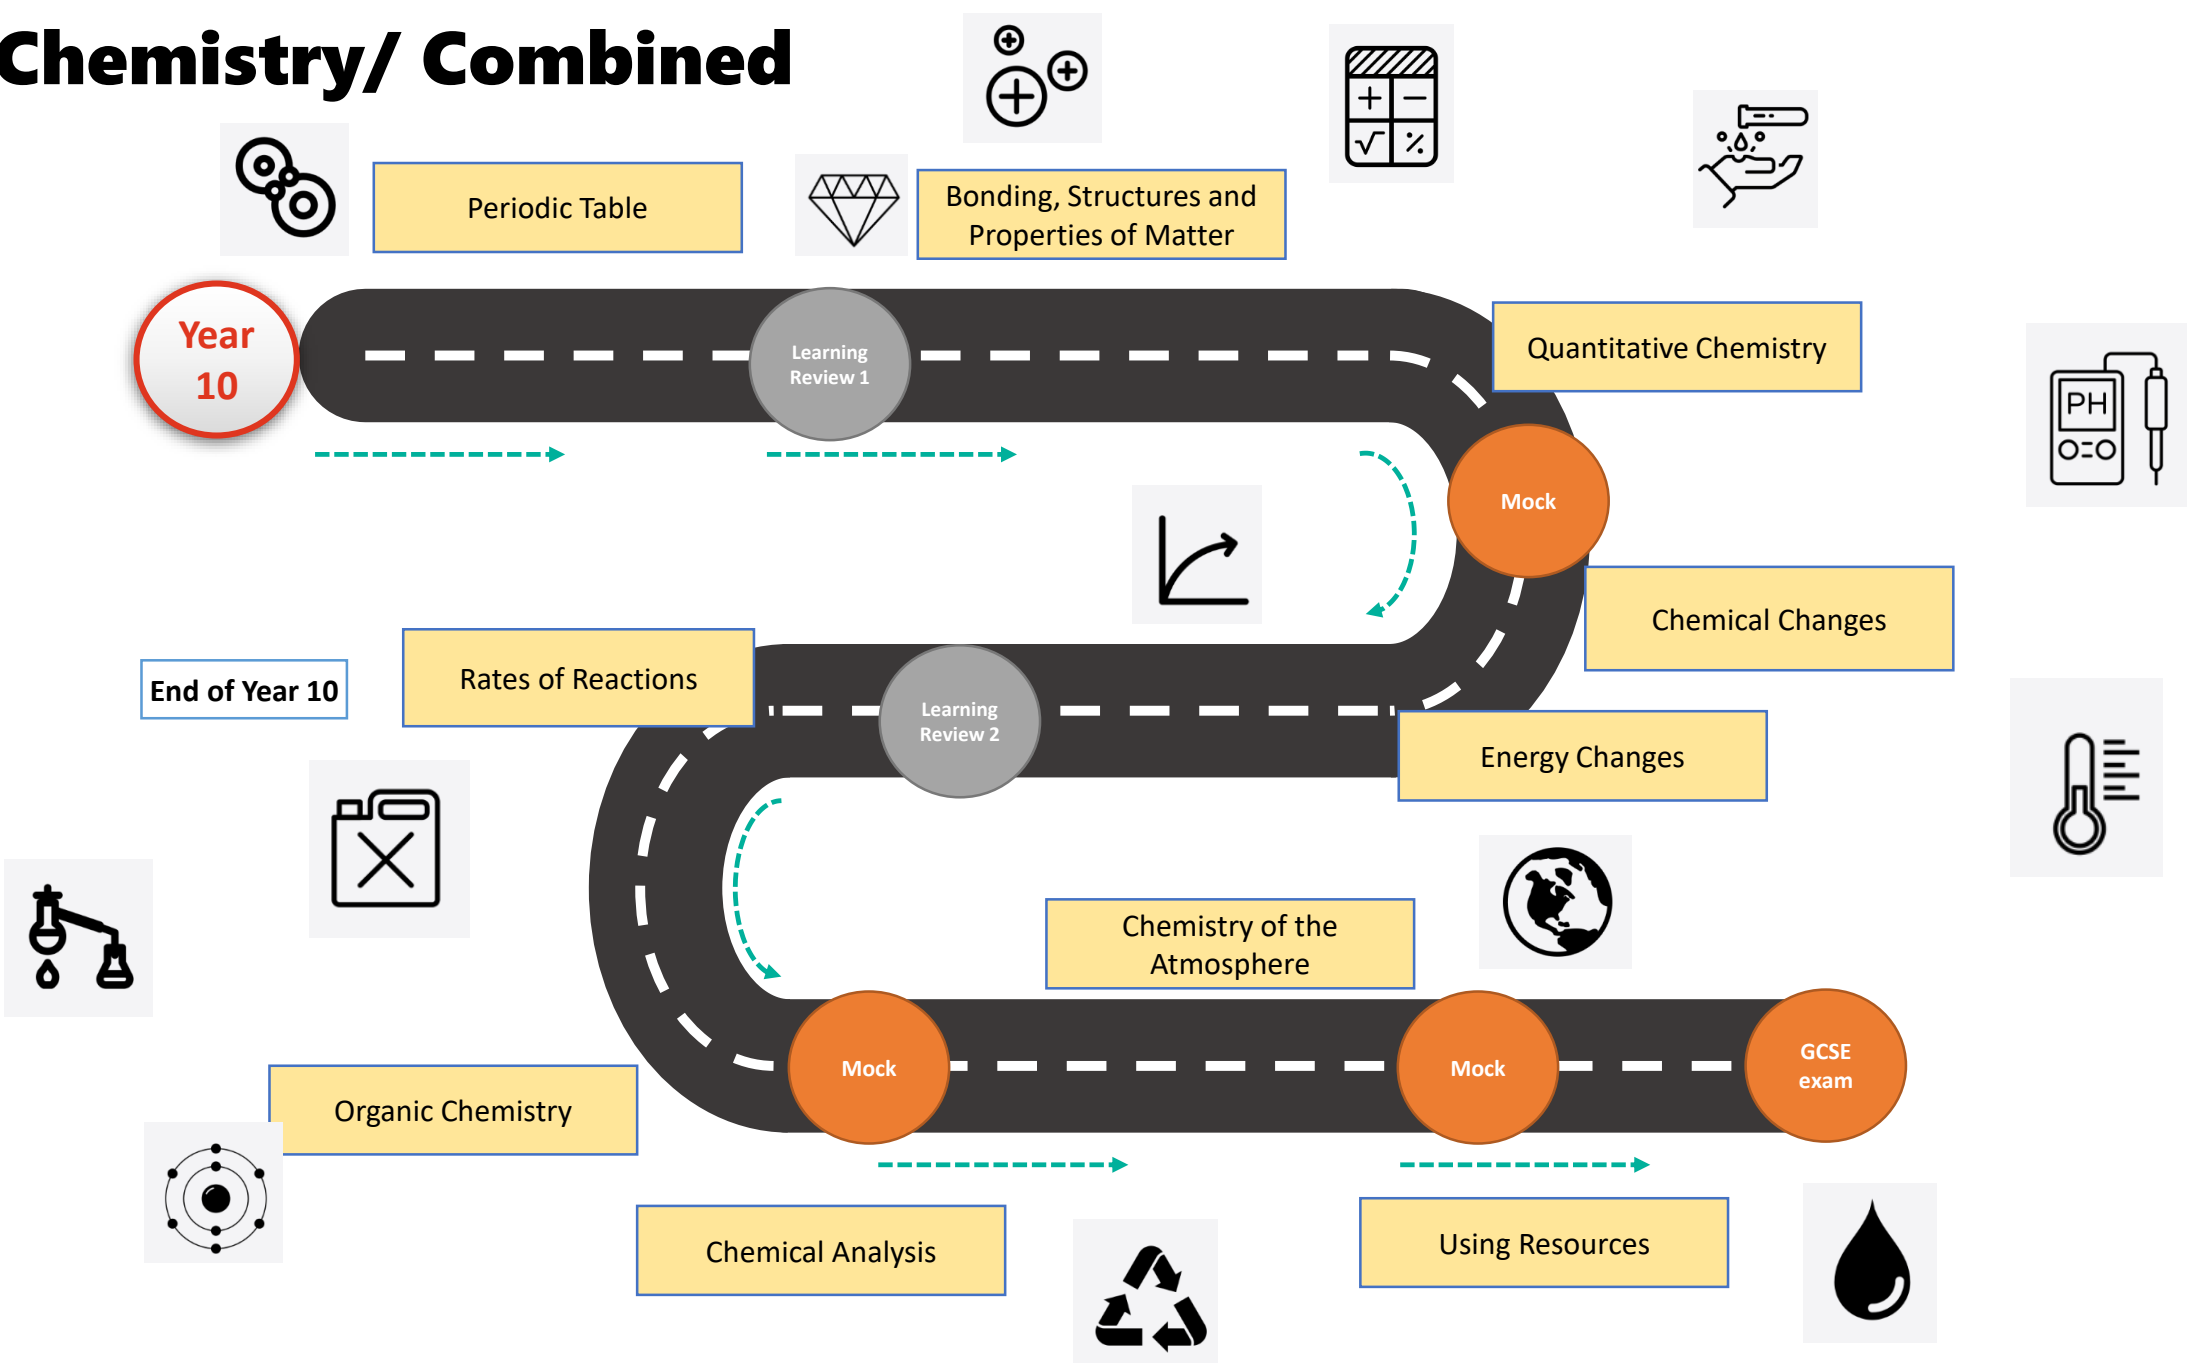 Chemistry/ Combined
Periodic Table
Bonding, Structures and
Properties of Matter
+ −
√ %
Year
10
Learning
Review 1
Quantitative Chemistry
PH
Mock
Chemical Changes
Rates of Reactions
End of Year 10
Learning
Review 2
Energy Changes
Chemistry of the
Atmosphere
Mock
Mock
GCSE
exam
Organic Chemistry
Chemical Analysis
Using Resources